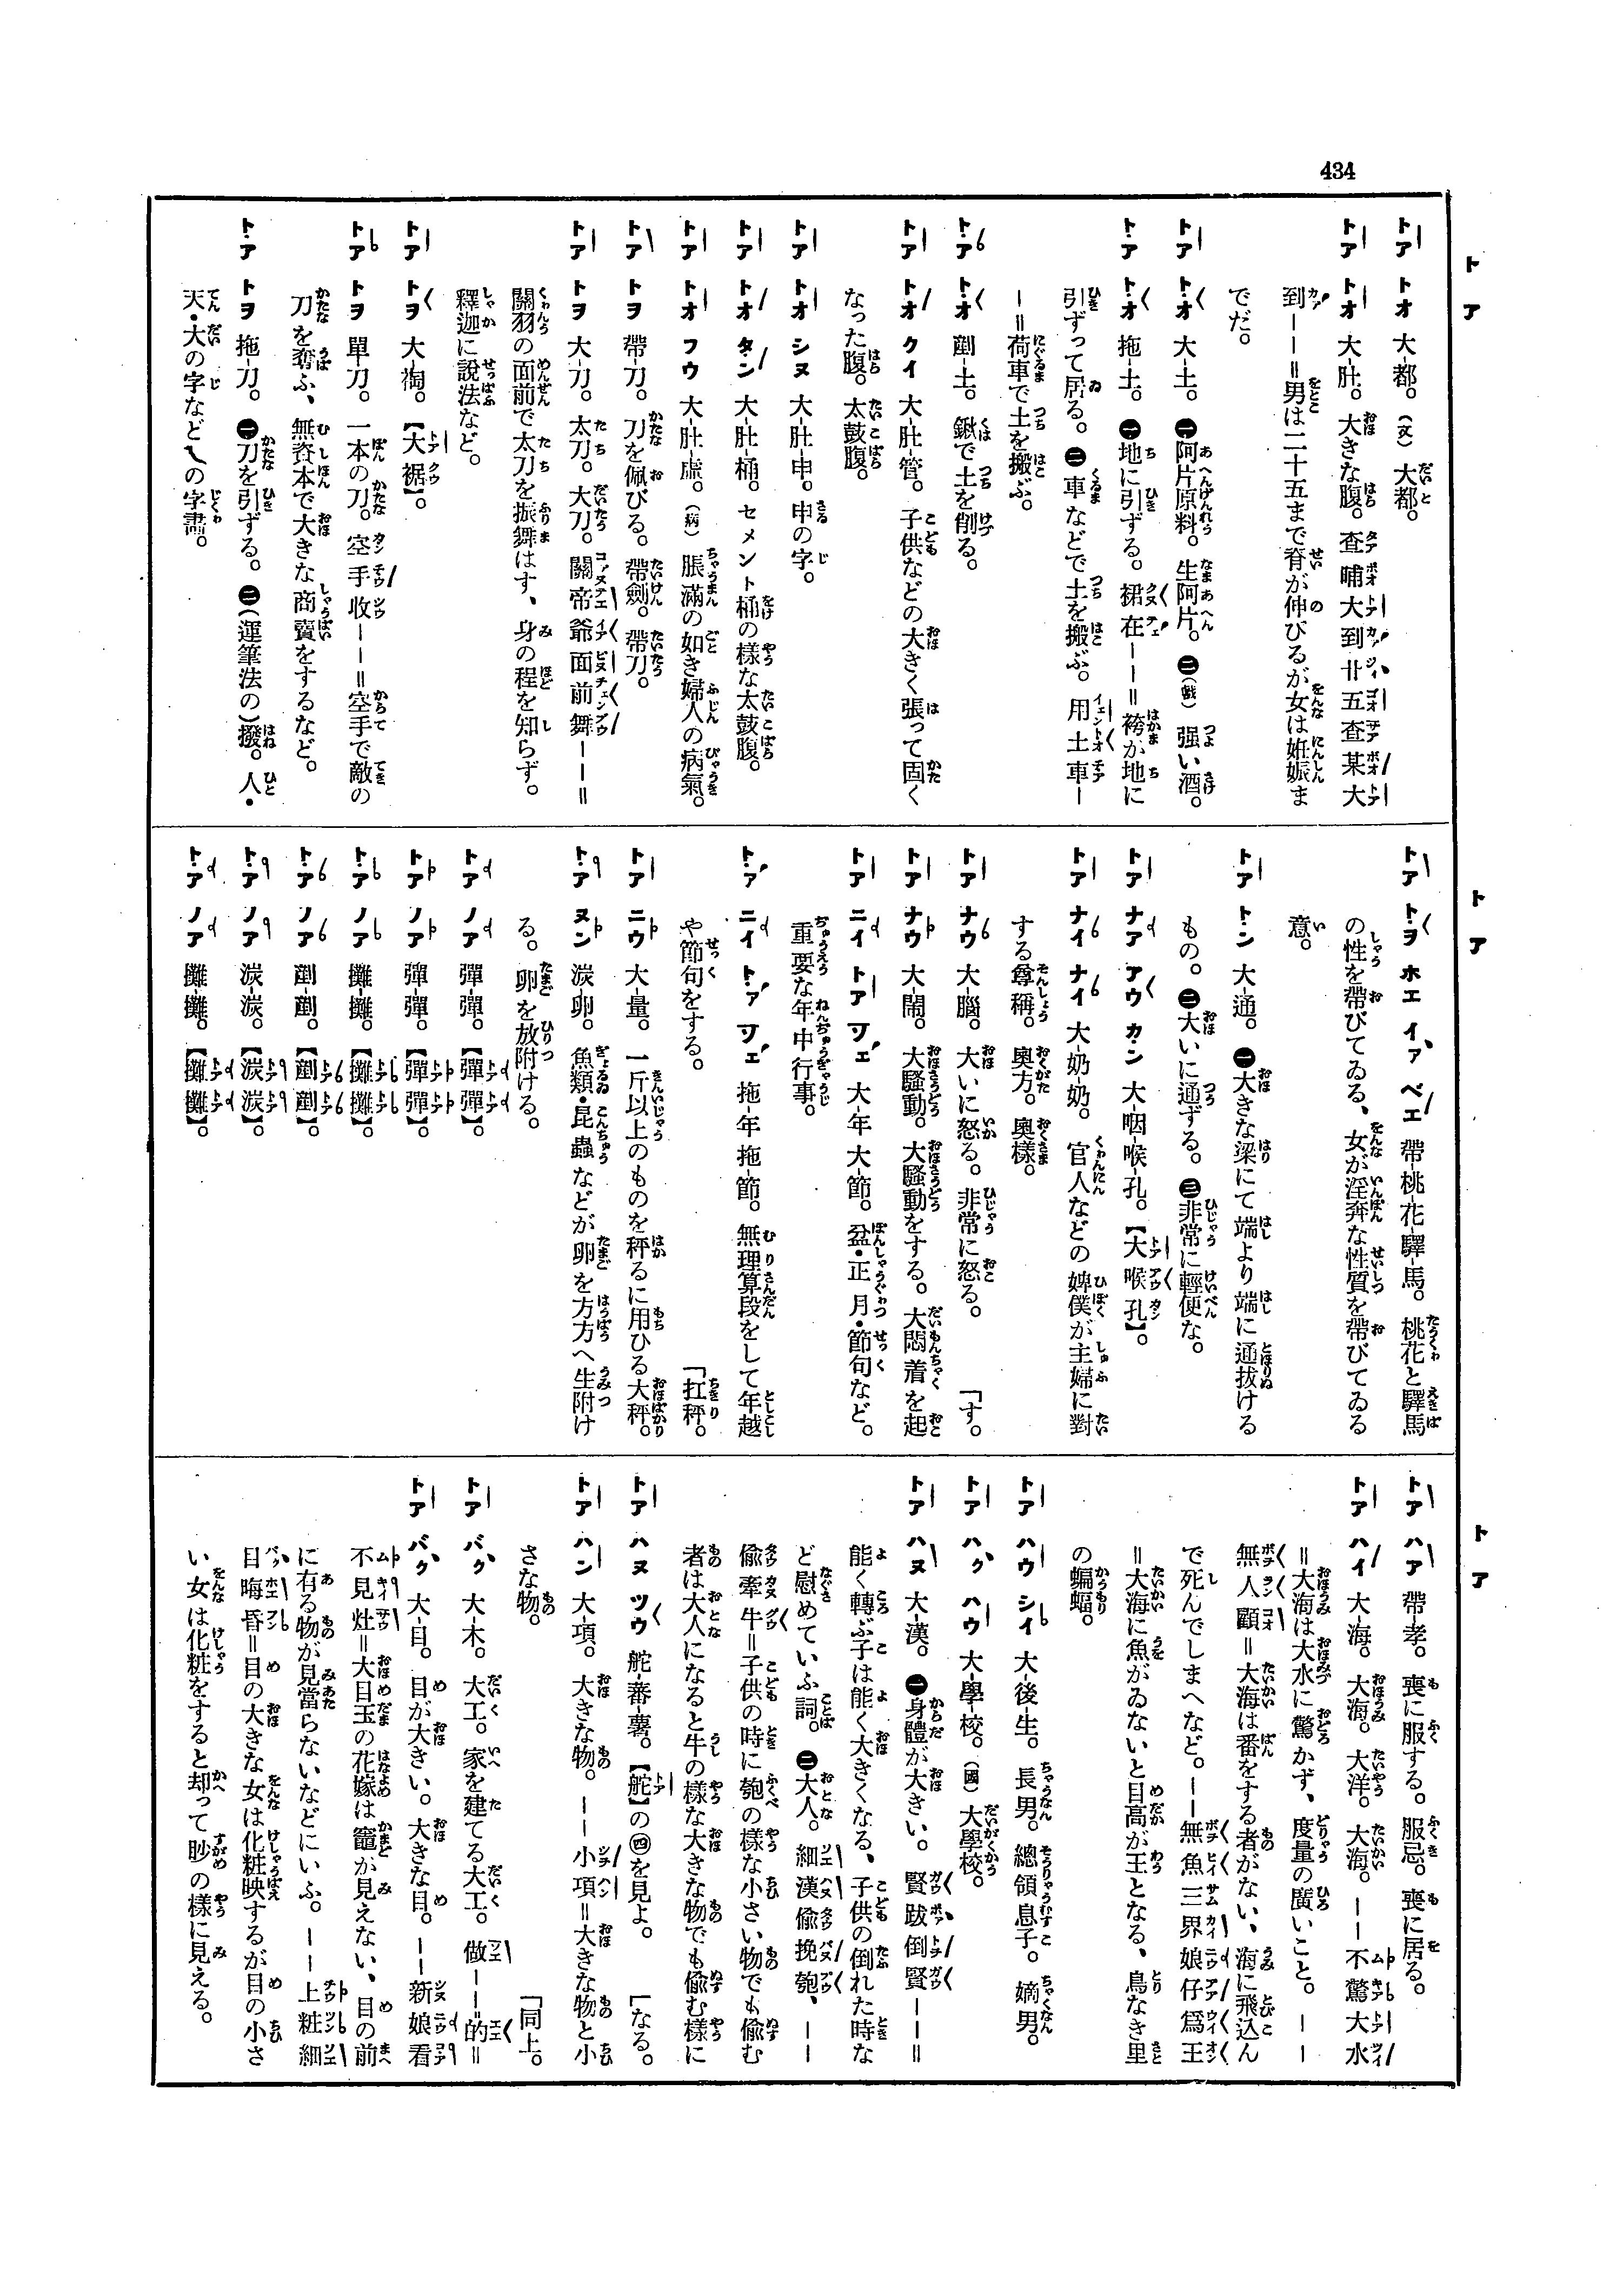 434
ト ア
ト ア
ト ア
トア トオ 大-都。(文) 大都。
トア トオ 大-肚。大きな腹。查晡大到廿五查某大
到ーー＝男は二十五まで脊が伸びるが女は姙娠ま
でだ。
トア トオ 大-土。㊀阿片原料。生阿片。㊁(戲) 强い酒。
トア トオ 拖-土。㊀地に引ずる。裙在ーー＝袴が地に
引ずって居る。㊁車などで土を搬ぶ。用土車ー
ー＝荷車で土を搬ぶ。
トア トオ 剷-土。鍬で土を削る。
トア トオ クイ 大-肚-管。子供などの大きく張って固く
なった腹。太鼓腹。
トア トオ シヌ 大-肚-申。申の字。
トア トオ タン 大-肚-桶。セメント桶の樣な太鼓腹。
トア トオ フウ 大-肚-虛。(病) 脹滿の如き婦人の病氣。
トア トヲ 帶-刀。刀を佩びる。帶劍。帶刀。
トア トヲ 大-刀。太刀。大刀。關帝爺面前舞ーーー＝
關羽の面前で太刀を振舞はす、身の程を知らず。
釋迦に說法など。
トア トヲ 大-裪。【大裾】。
トア トヲ 單-刀。一本の刀。空手收ーーー＝空手で敵の
刀を奪ふ、無資本で大きな商賣をするなど。
トア トヲ 拖-刀。㊀刀を引ずる。㊁(運筆法の)撥。人・
天・大の字など乀の字畫。
トア トヲ ホエ イア ベエ 帶-桃-花-驛-馬。桃花と驛馬
の性を帶びてゐる、女が淫奔な性質を帶びてゐる
意。
トア トン 大-通。㊀大きな梁にて端より端に通拔ける
もの。㊁大いに通ずる。㊂非常に輕便な。
トア ナア アウ カン 大-咽-喉-孔。【大喉孔】。
トア ナイ ナイ 大-奶-奶。官人などの婢僕が主婦に對
する尊稱。奧方。奧樣。
トア ナウ 大-腦。大いに怒る。非常に怒る。「す。
トア ナウ 大-鬧。大騷動。大騷動をする。大悶着を起
トア ニイ トア ツエ 大-年 大-節。盆・正月・節句など。
重要な年中行事。
トア ニイ トア ツエ 拖-年 拖-節。無理算段をして年越
や節句をする。「扛秤。
トア ニウ 大-量。一斤以上のものを秤るに用ひる大秤。
トア ヌン 湠-卵。魚類・昆蟲などが卵を方方へ生附け
る。卵を放附ける。
トア ノア 彈-彈。【彈彈】。
トア ノア 彈-彈。【彈彈】。
トア ノア 攤-攤。【攤攤】。
トア ノア 剷-剷。【剷剷】。
トア ノア 湠-湠。【湠湠】。
トア ノア 攤-攤。【攤攤】。
トア ハア 帶-孝。喪に服する。服忌。喪に居る。
トア ハイ 大-海。大海。大洋。大海。ーー不驚大水
＝大海は大水に驚かず、度量の廣いこと。ーー
無人顧＝大海は番をする者がない、海に飛込ん
で死んでしまへなど。ーー無魚三界娘仔爲王
＝大海に魚がゐないと目高が王となる、鳥なき里
の蝙蝠。
トア ハウ シイ 大-後-生。長男。總領息子。嫡男。
トア ハク ハウ 大-學-校。(國) 大學校。
トア ハヌ 大-漢。㊀身體が大きい。賢跋倒賢ーー＝
能く轉ぶ子は能く大きくなる、子供の倒れた時な
ど慰めていふ詞。㊁大人。細漢偸挽匏、ーー
偸牽牛＝子供の時に匏の樣な小さい物でも偸む
者は大人になると牛の樣な大きな物でも偸む樣に
トア ハヌ ツウ 舵-蕃-薯。【舵】の㊃を見よ。「なる。
トア ハン 大-項。大きな物。ーー小項＝大きな物と小
さな物。「同上。
トア バク 大-木。大工。家を建てる大工。做ーー的＝
トア バク 大-目。目が大きい。大きな目。ーー新娘看
不見灶＝大目玉の花嫁は竈が見えない、目の前
に有る物が見當らないなどにいふ。ーー上粧細
目晦昏＝目の大きな女は化粧映するが目の小さ
い女は化粧をすると却って眇の樣に見える。